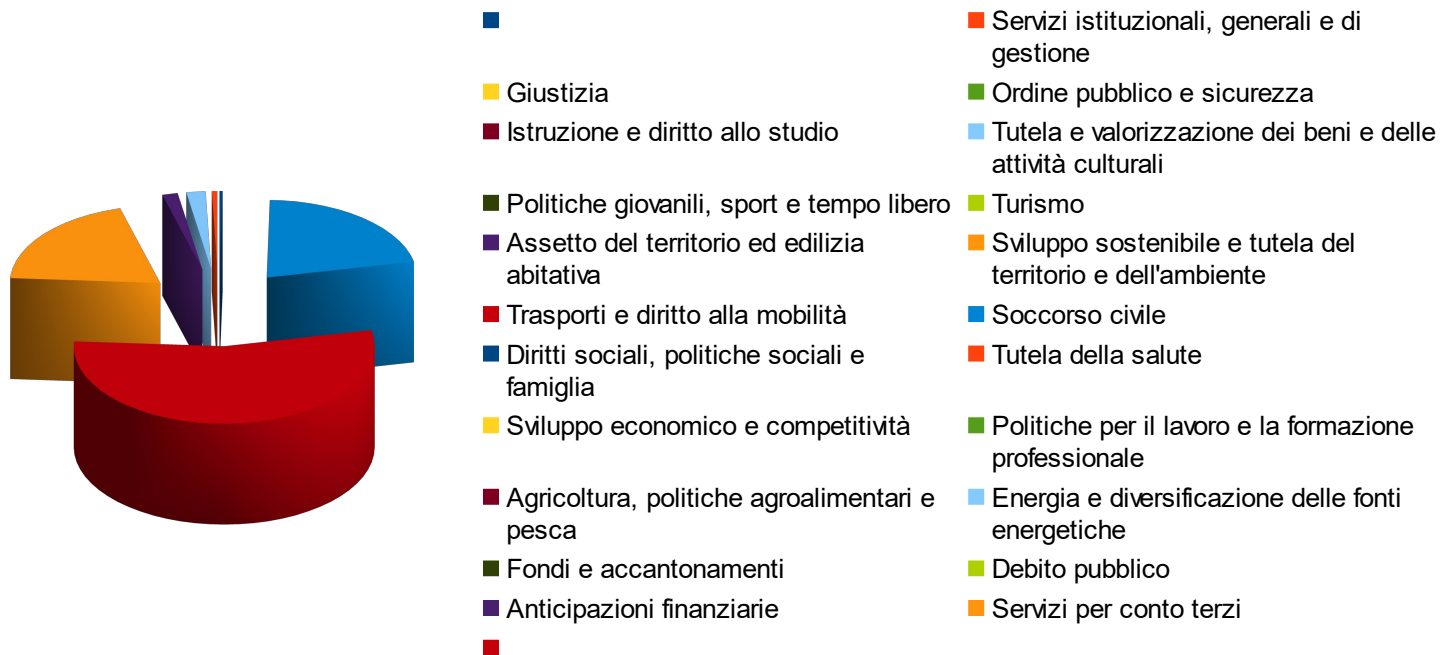 Servizi istituzionali, generali e di
gestione
Giustizia
Ordine pubblico e sicurezza
Istruzione e diritto allo studio
Tutela e valorizzazione dei beni e delle
attività culturali
Politiche giovanili, sport e tempo libero
Turismo
Assetto del territorio ed edilizia
abitativa
Sviluppo sostenibile e tutela del
territorio e dell'ambiente
Trasporti e diritto alla mobilità
Soccorso civile
Diritti sociali, politiche sociali e
famiglia
Tutela della salute
Sviluppo economico e competitività
Politiche per il lavoro e la formazione
professionale
Agricoltura, politiche agroalimentari e
pesca
Energia e diversificazione delle fonti
energetiche
Fondi e accantonamenti
Debito pubblico
Anticipazioni finanziarie
Servizi per conto terzi